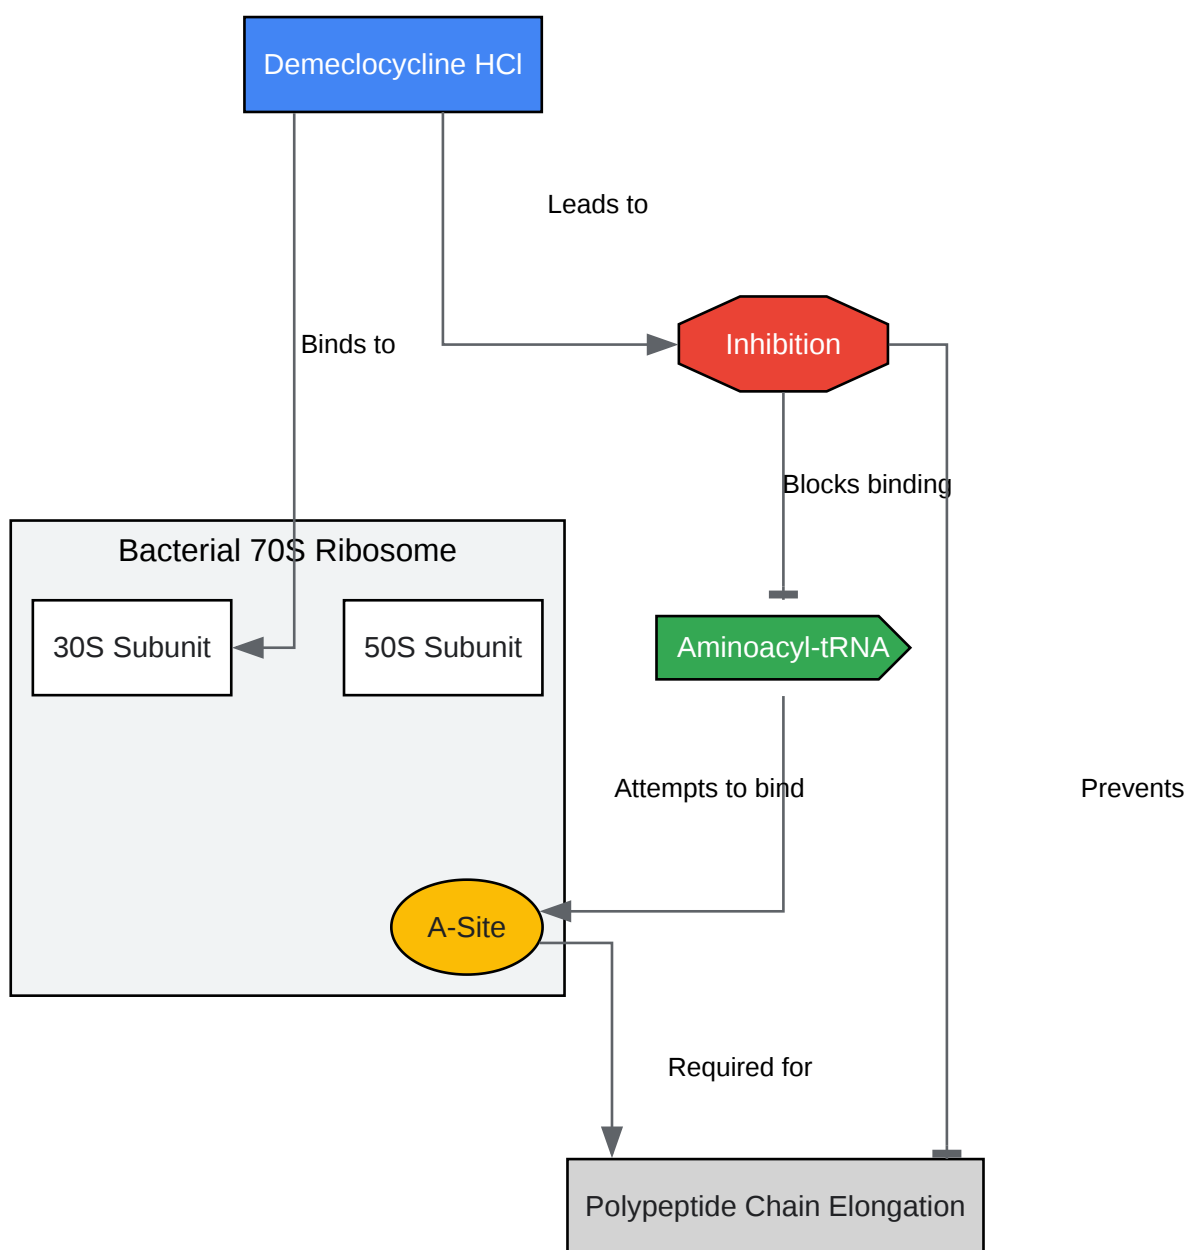 Demeclocycline HCl
Leads to
Binds to
Inhibition
Blocks binding
Bacterial 70S Ribosome
30S Subunit
50S Subunit
Aminoacyl-tRNA
Attempts to bind
Prevents
A-Site
Required for
Polypeptide Chain Elongation